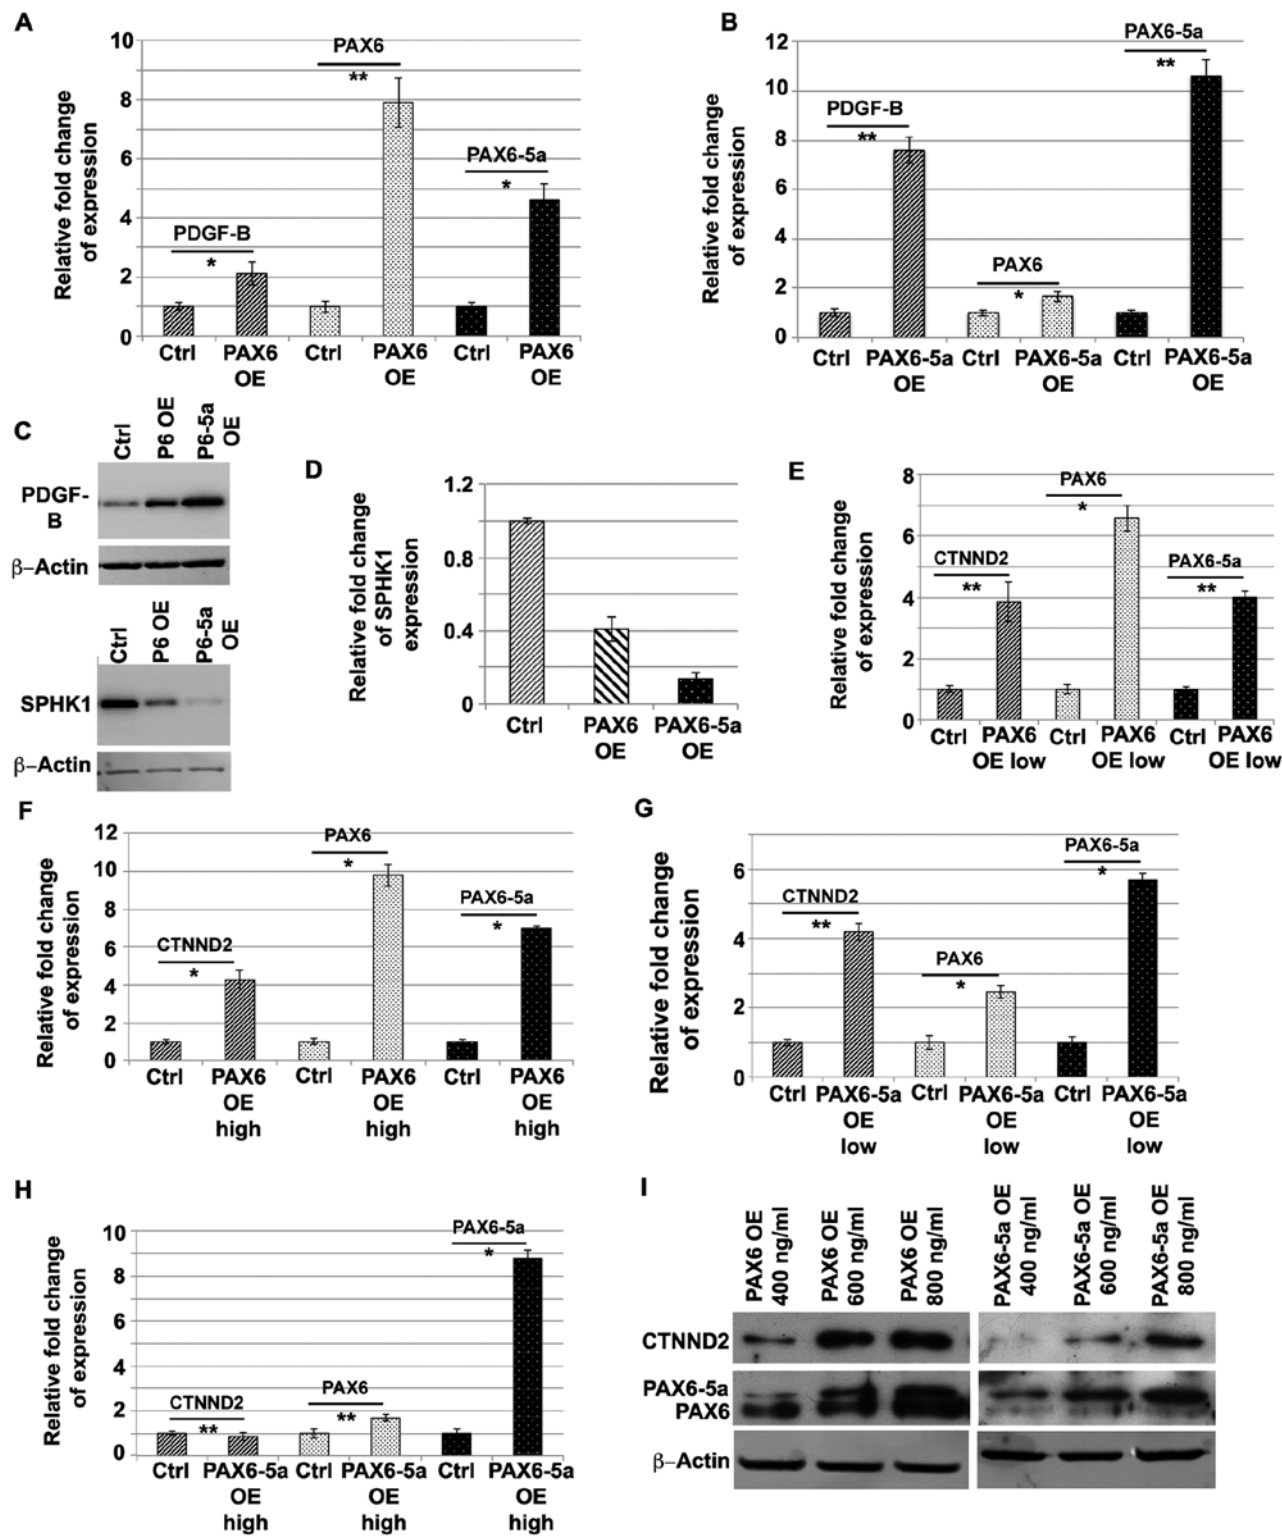 A
Relative fold change
of expression
10
8
6
4
2
0
PDGF-B
*
PAX6
**
PAX6-5a
*
Ctrl PAX6 Ctrl PAX6 Ctrl PAX6
OE OE OE
B
Relative fold change
of expression
12
10
8
6
4
2
0
PDGF-B
**
PAX6
*
PAX6-5a
**
Ctrl PAX6-5a Ctrl PAX6-5a Ctrl PAX6-5a
OE OE OE
C
Ctrl
P6 OE
P6-5a
OE
PDGF-
B
β–Actin
Ctrl
P6 OE
P6-5a
OE
SPHK1
β–Actin
D
Relative fold change
of SPHK1
expression
1.2
0.8
0.4
0
Ctrl PAX6 PAX6-5a
OE OE
E
Relative fold change
of expression
8
6
4
2
0
CTNND2
**
PAX6
*
PAX6-5a
**
Ctrl PAX6 Ctrl PAX6 Ctrl PAX6
OE low OE low OE low
F
Relative fold change
of expression
12
10
8
6
4
2
0
CTNND2
*
PAX6
*
PAX6-5a
*
Ctrl PAX6 Ctrl PAX6 Ctrl PAX6
OE OE OE
high high high
G
Relative fold change
of expression
6
4
2
0
CTNND2
**
PAX6
*
PAX6-5a
*
Ctrl PAX6-5a Ctrl PAX6-5a Ctrl PAX6-5a
OE OE OE
low low low
H
Relative fold change
of expression
10
8
6
4
2
0
CTNND2
**
PAX6
**
PAX6-5a
*
Ctrl PAX6-5a Ctrl PAX6-5a Ctrl PAX6-5a
OE OE OE
high high high
I
PAX6 OE
400 ng/ml
PAX6 OE
600 ng/ml
PAX6 OE
800 ng/ml
PAX6-5a OE
400 ng/ml
PAX6-5a OE
600 ng/ml
PAX6-5a OE
800 ng/ml
CTNND2
PAX6-5a
PAX6
β–Actin